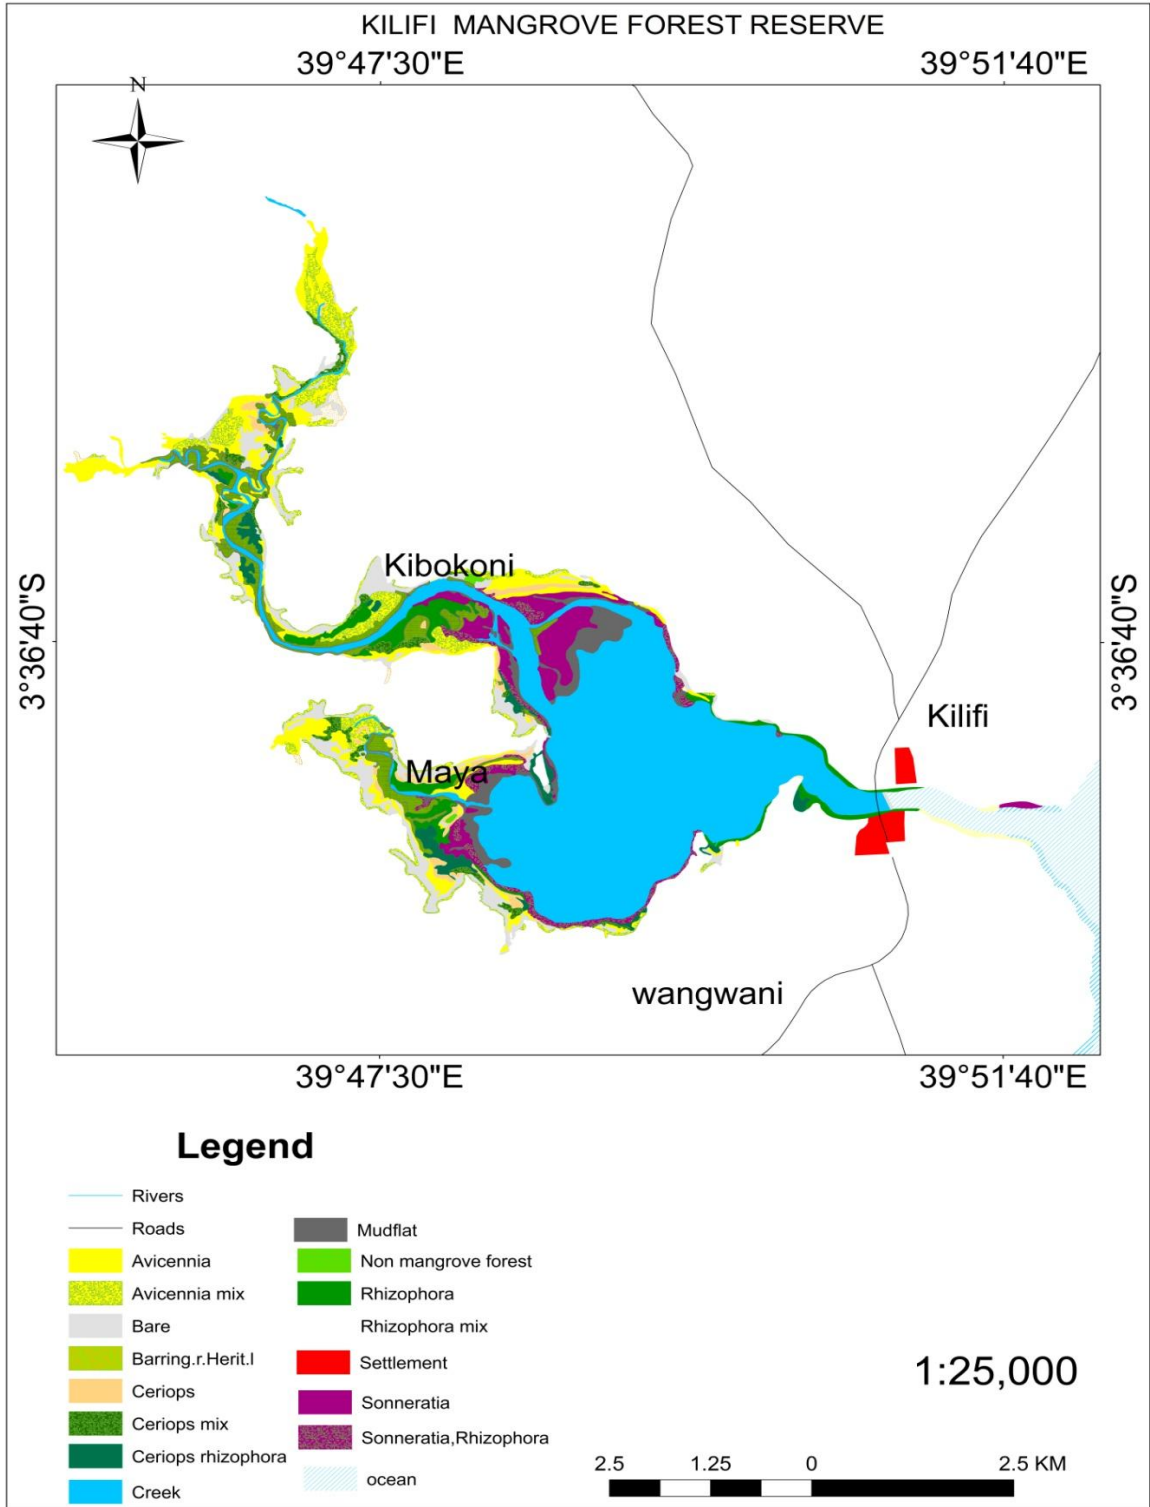 KILIFI  MANGROVE FOREST RESERVE
39°47'30"E 39°51'40"E
N
Kibokoni
3°36'40"S 3°36'40"S
Kilifi
Maya
wangwani
39°47'30"E 39°51'40"E
Legend
Rivers
Roads
Avicennia
Avicennia mix
Bare
Barring.r.Herit.l
Ceriops
Ceriops mix
Ceriops rhizophora
Creek
Mudflat
Non mangrove forest
Rhizophora
Rhizophora mix
Settlement
Sonneratia
Sonneratia,Rhizophora
ocean
1:25,000
2.5 1.25 0 2.5 KM